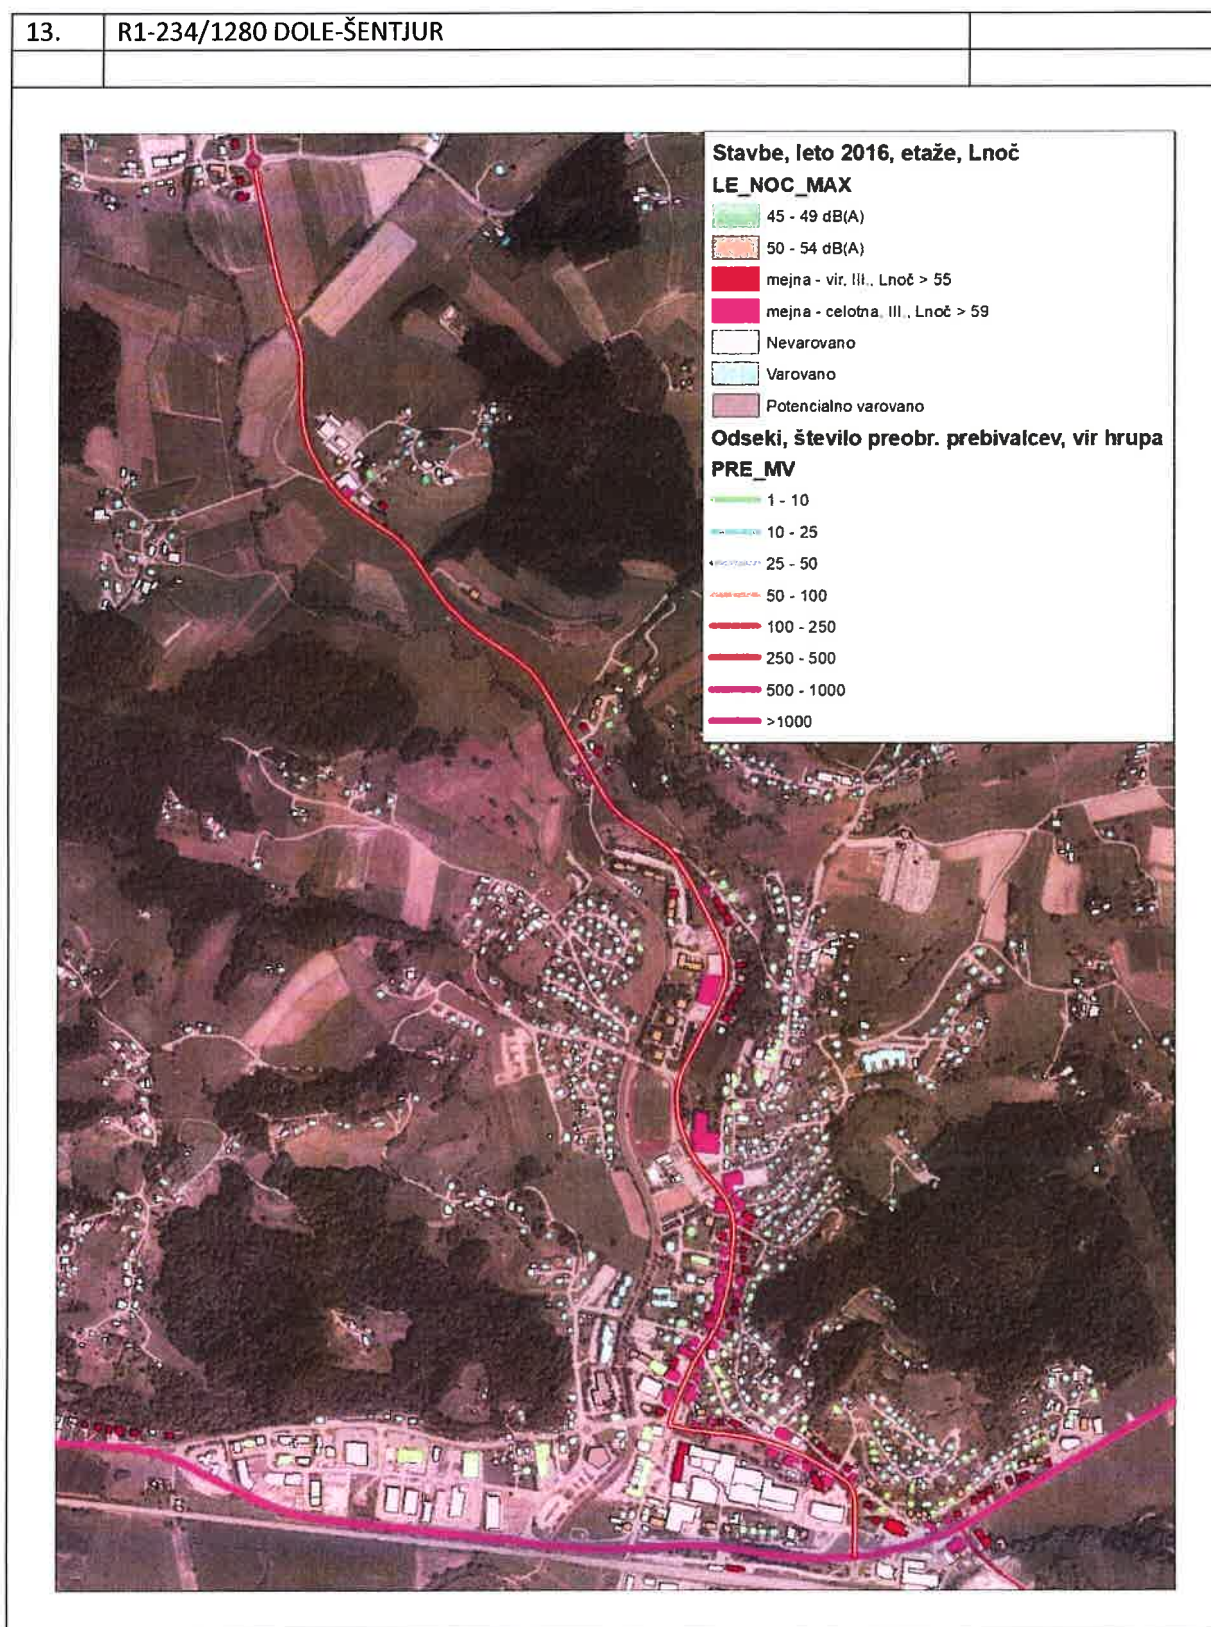 13. R1-234/1280 DOLE-ŠENTJUR
Stavbe, leto 2016, etaže, Lnoč
LE_NOC_MAX
45 - 49 dB(A)
50 - 54 dB(A)
mejna - vir, III., Lnoč > 55
mejna - celotna, III., Lnoč > 59
Nevarovano
Varovano
Potencialno varovano
Odseki, število preobr. prebivalcev, vir hrupa
PRE_MV
1 - 10
10 - 25
25 - 50
50 - 100
100 - 250
250 - 500
500 - 1000
>1000